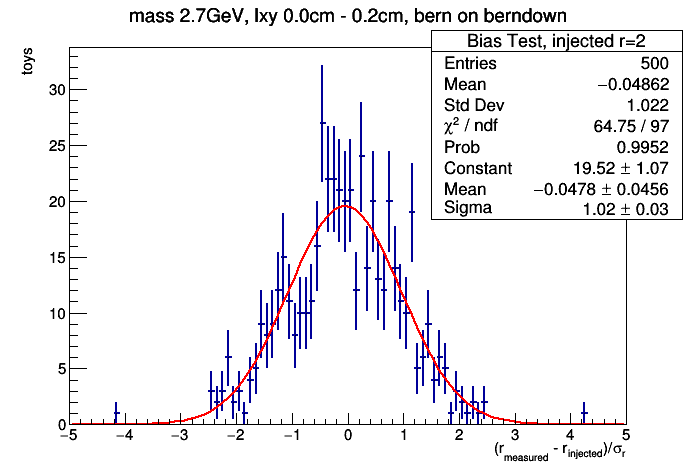 mass 2.7GeV, lxy 0.0cm - 0.2cm, bern on berndown
toys
Bias Test, injected r=2
Entries 500
Mean −0.04862
Std Dev 1.022
χ² / ndf 64.75 / 97
Prob 0.9952
Constant 19.52 ± 1.07
Mean −0.0478 ± 0.0456
Sigma 1.02 ± 0.03
30
25
20
15
10
5
0
−5 −4 −3 −2 −1 0 1 2 3 4 5
(r_measured - r_injected)/σ_r